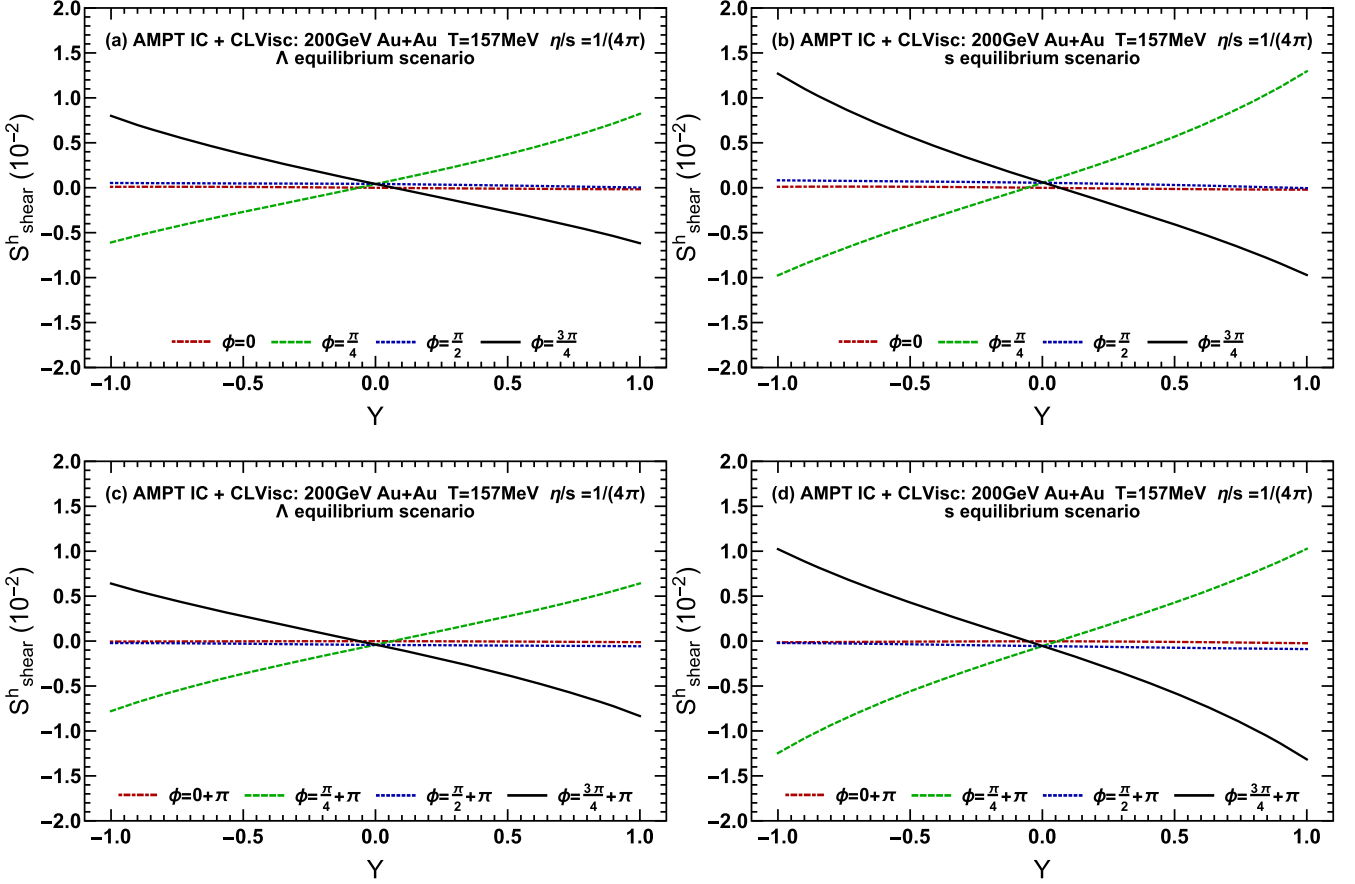 (a) AMPT IC + CLVisc: 200GeV Au+Au T=157MeV η/s =1/(4π)
Λ equilibrium scenario
S^h_shear (10^−2)
2.0
1.5
1.0
0.5
0.0
−0.5
−1.0
−1.5
−2.0
ϕ=0 ϕ=π/4 ϕ=π/2 ϕ=3π/4
−1.0 −0.5 0.0 0.5 1.0
Y
(b) AMPT IC + CLVisc: 200GeV Au+Au T=157MeV η/s =1/(4π)
s equilibrium scenario
S^h_shear (10^−2)
2.0
1.5
1.0
0.5
0.0
−0.5
−1.0
−1.5
−2.0
ϕ=0 ϕ=π/4 ϕ=π/2 ϕ=3π/4
−1.0 −0.5 0.0 0.5 1.0
Y
(c) AMPT IC + CLVisc: 200GeV Au+Au T=157MeV η/s =1/(4π)
Λ equilibrium scenario
S^h_shear (10^−2)
2.0
1.5
1.0
0.5
0.0
−0.5
−1.0
−1.5
−2.0
ϕ=0+π ϕ=π/4+π ϕ=π/2+π ϕ=3π/4+π
−1.0 −0.5 0.0 0.5 1.0
Y
(d) AMPT IC + CLVisc: 200GeV Au+Au T=157MeV η/s =1/(4π)
s equilibrium scenario
S^h_shear (10^−2)
2.0
1.5
1.0
0.5
0.0
−0.5
−1.0
−1.5
−2.0
ϕ=0+π ϕ=π/4+π ϕ=π/2+π ϕ=3π/4+π
−1.0 −0.5 0.0 0.5 1.0
Y